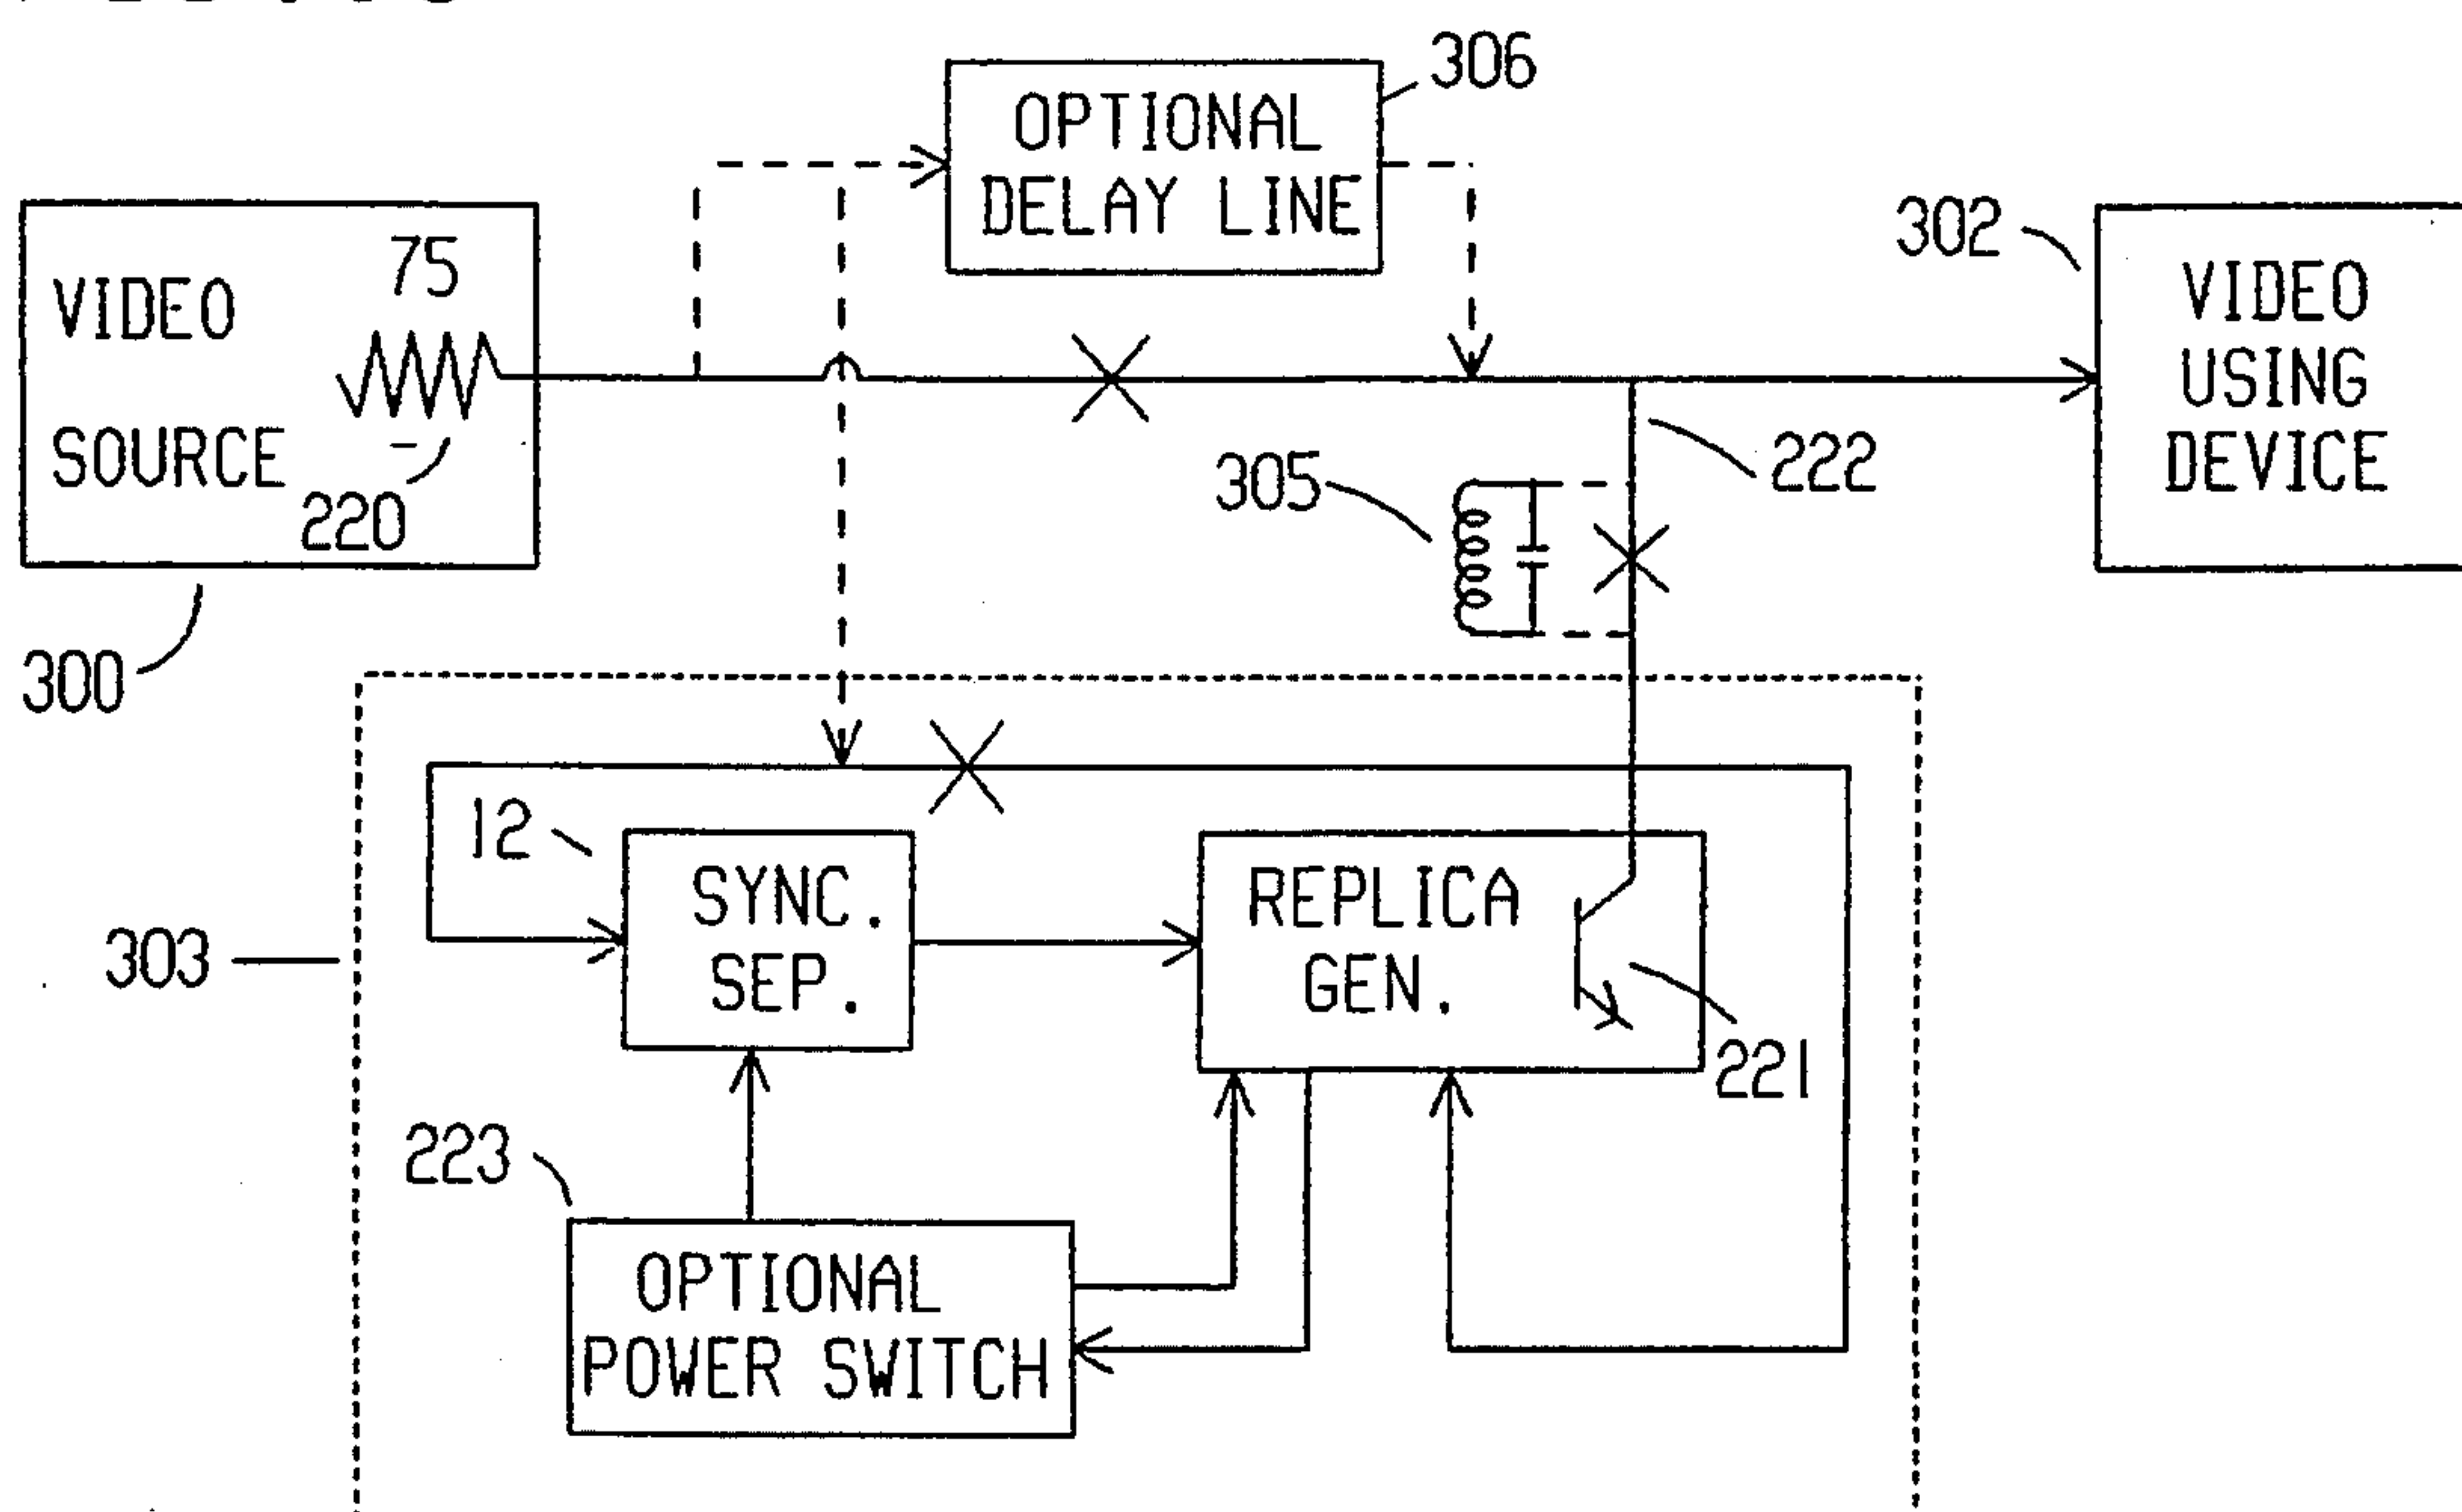 306
OPTIONAL
DELAY LINE
302
VIDEO
SOURCE
75
220
VIDEO
USING
DEVICE
305
222
300
12
SYNC.
SEP.
REPLICA
GEN.
303
221
223
OPTIONAL
POWER SWITCH